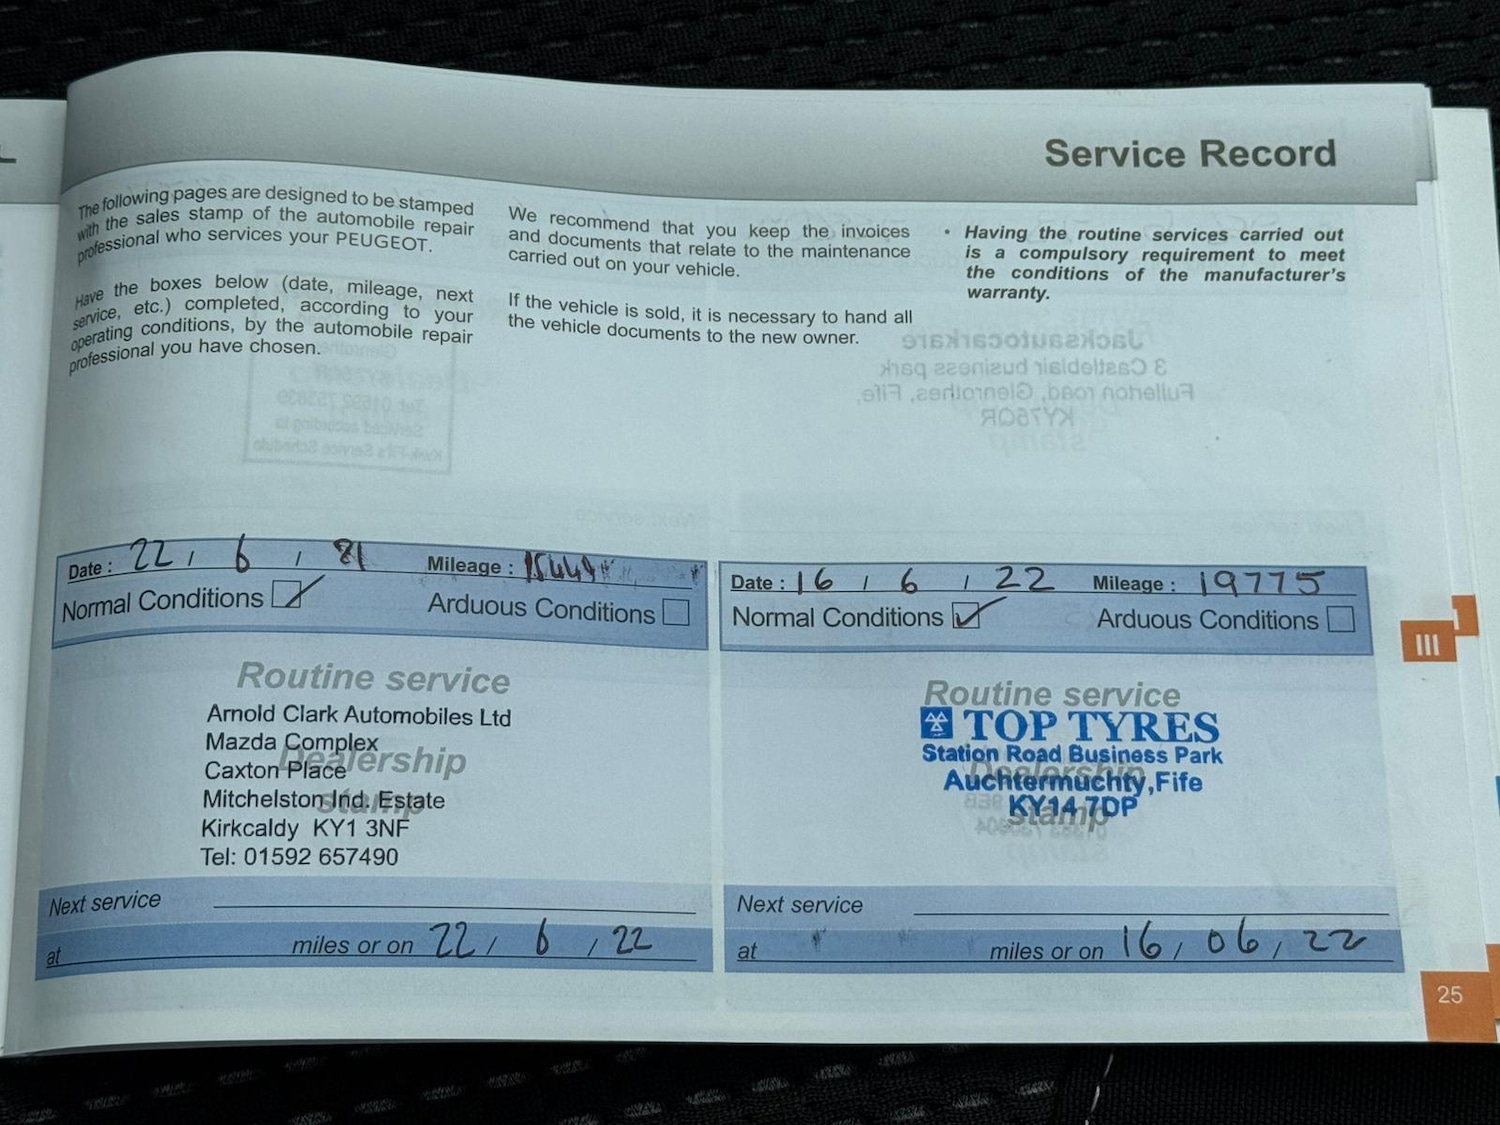 Service Record
The following pages are designed to be stamped
with the sales stamp of the automobile repair
professional who services your PEUGEOT.
Have the boxes below (date, mileage, next
service, etc.) completed, according to your
operating conditions, by the automobile repair
professional you have chosen.
We recommend that you keep the invoices
and documents that relate to the maintenance
carried out on your vehicle.
If the vehicle is sold, it is necessary to hand all
the vehicle documents to the new owner.
• Having the routine services carried out
is a compulsory requirement to meet
the conditions of the manufacturer's
warranty.
Date : 22 / 6 / 21 Mileage : 15449
Normal Conditions Arduous Conditions
Routine service
Dealership
stamp
Arnold Clark Automobiles Ltd
Mazda Complex
Caxton Place
Mitchelston Ind. Estate
Kirkcaldy KY1 3NF
Tel: 01592 657490
Next service
at miles or on 22 / 6 / 22
Date : 16 / 6 / 22 Mileage : 19775
Normal Conditions Arduous Conditions
Routine service
Dealership
stamp
TOP TYRES
Station Road Business Park
Auchtermuchty, Fife
KY14 7DP
Next service
at miles or on 16 / 06 / 22
III
25